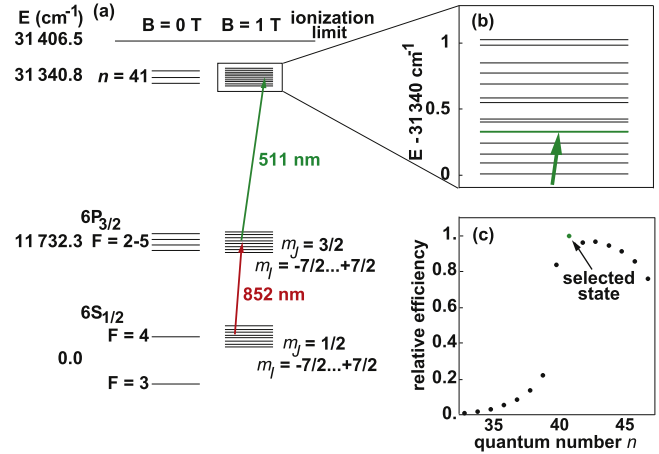 E (cm⁻¹) (a)
B = 0 T B = 1 T ionization limit
31 406.5
31 340.8 n = 41
511 nm
6P3/2
11 732.3 F = 2-5
mJ = 3/2
mI = -7/2...+7/2
852 nm
6S1/2
F = 4
mJ = 1/2
mI = -7/2...+7/2
0.0
F = 3
(b)
E - 31 340 cm⁻¹
1
0.5
0
(c)
relative efficiency
1
0.8
0.6
0.4
0.2
0.
selected
state
35 40 45
quantum number n